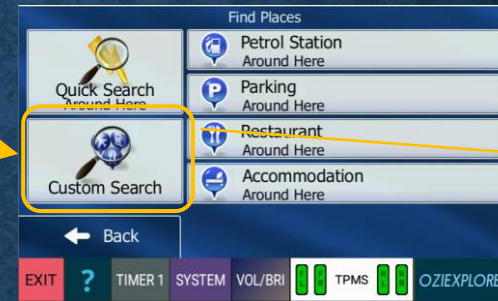 Find Places
Quick Search
Around Here
Custom Search
Petrol Station
Around Here
Parking
Around Here
Restaurant
Around Here
Accommodation
Around Here
Back
EXIT ? TIMER 1 SYSTEM VOL/BRI TPMS OZIEXPLORE